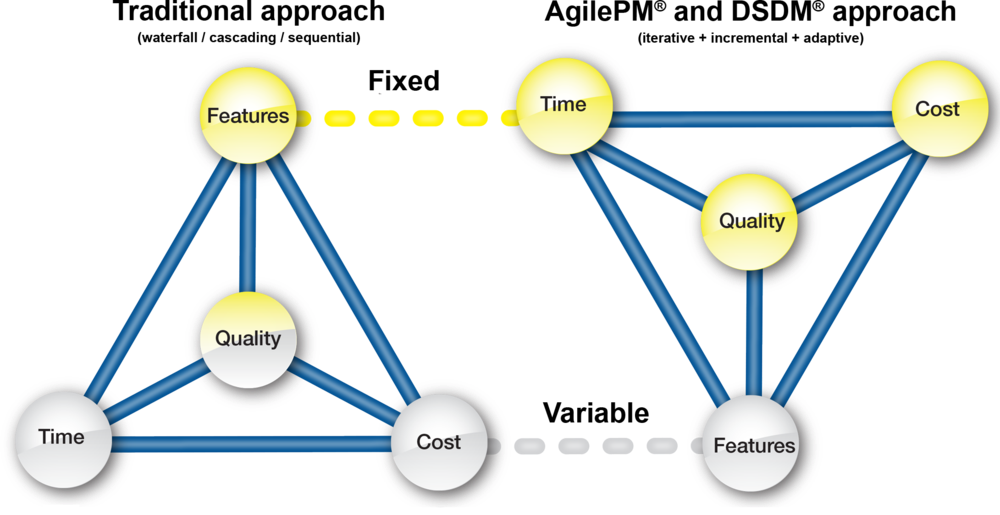 Traditional approach
(waterfall / cascading / sequential)
AgilePM® and DSDM® approach
(iterative + incremental + adaptive)
Fixed
Features
Time
Cost
Quality
Quality
Variable
Time
Cost
Features